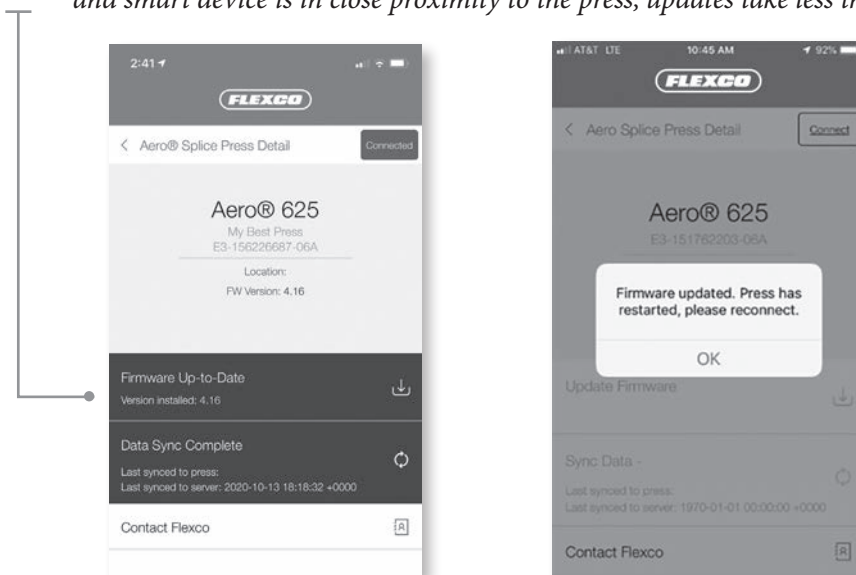 and smart device is in close proximity to the press, updates take less
2:41
FLEXCO
< Aero® Splice Press Detail
Connected
Aero® 625
My Best Press
E3-156226687-06A
Location:
FW Version: 4.16
Firmware Up-to-Date
Version installed: 4.16
Data Sync Complete
Last synced to press:
Last synced to server: 2020-10-13 18:18:32 +0000
Contact Flexco
AT&T LTE 10:45 AM 92%
FLEXCO
< Aero Splice Press Detail
Connect
Aero® 625
E3-151762203-06A
Firmware updated. Press has
restarted, please reconnect.
OK
Update Firmware
Sync Data -
Last synced to press:
Last synced to server: 1970-01-01 00:00:00 +0000
Contact Flexco